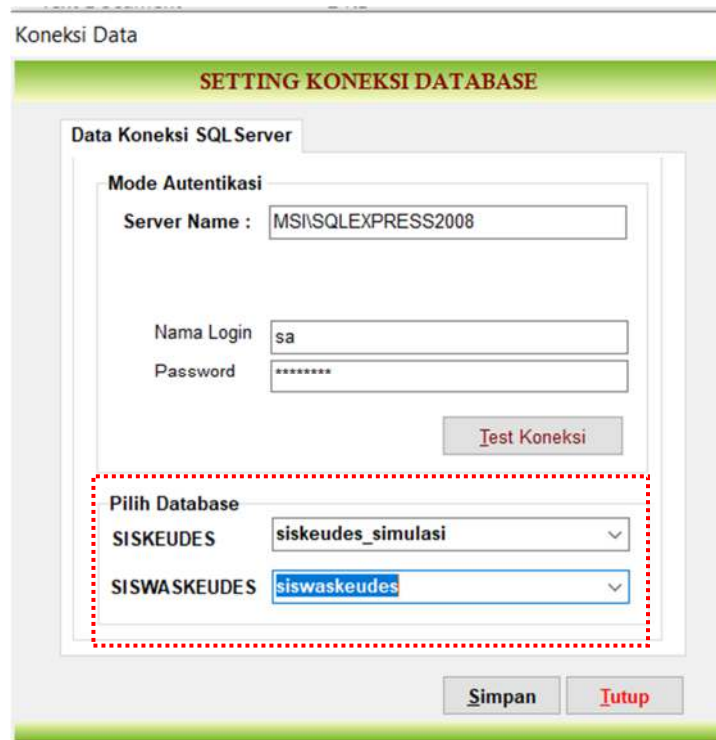 Koneksi Data
SETTING KONEKSI DATABASE
Data Koneksi SQL Server
Mode Autentikasi
Server Name : MSI\SQLEXPRESS2008
Nama Login sa
Password ********
Test Koneksi
Pilih Database
SISKEUDES siskeudes_simulasi
SISWASKEUDES siswaskeudes
Simpan Tutup